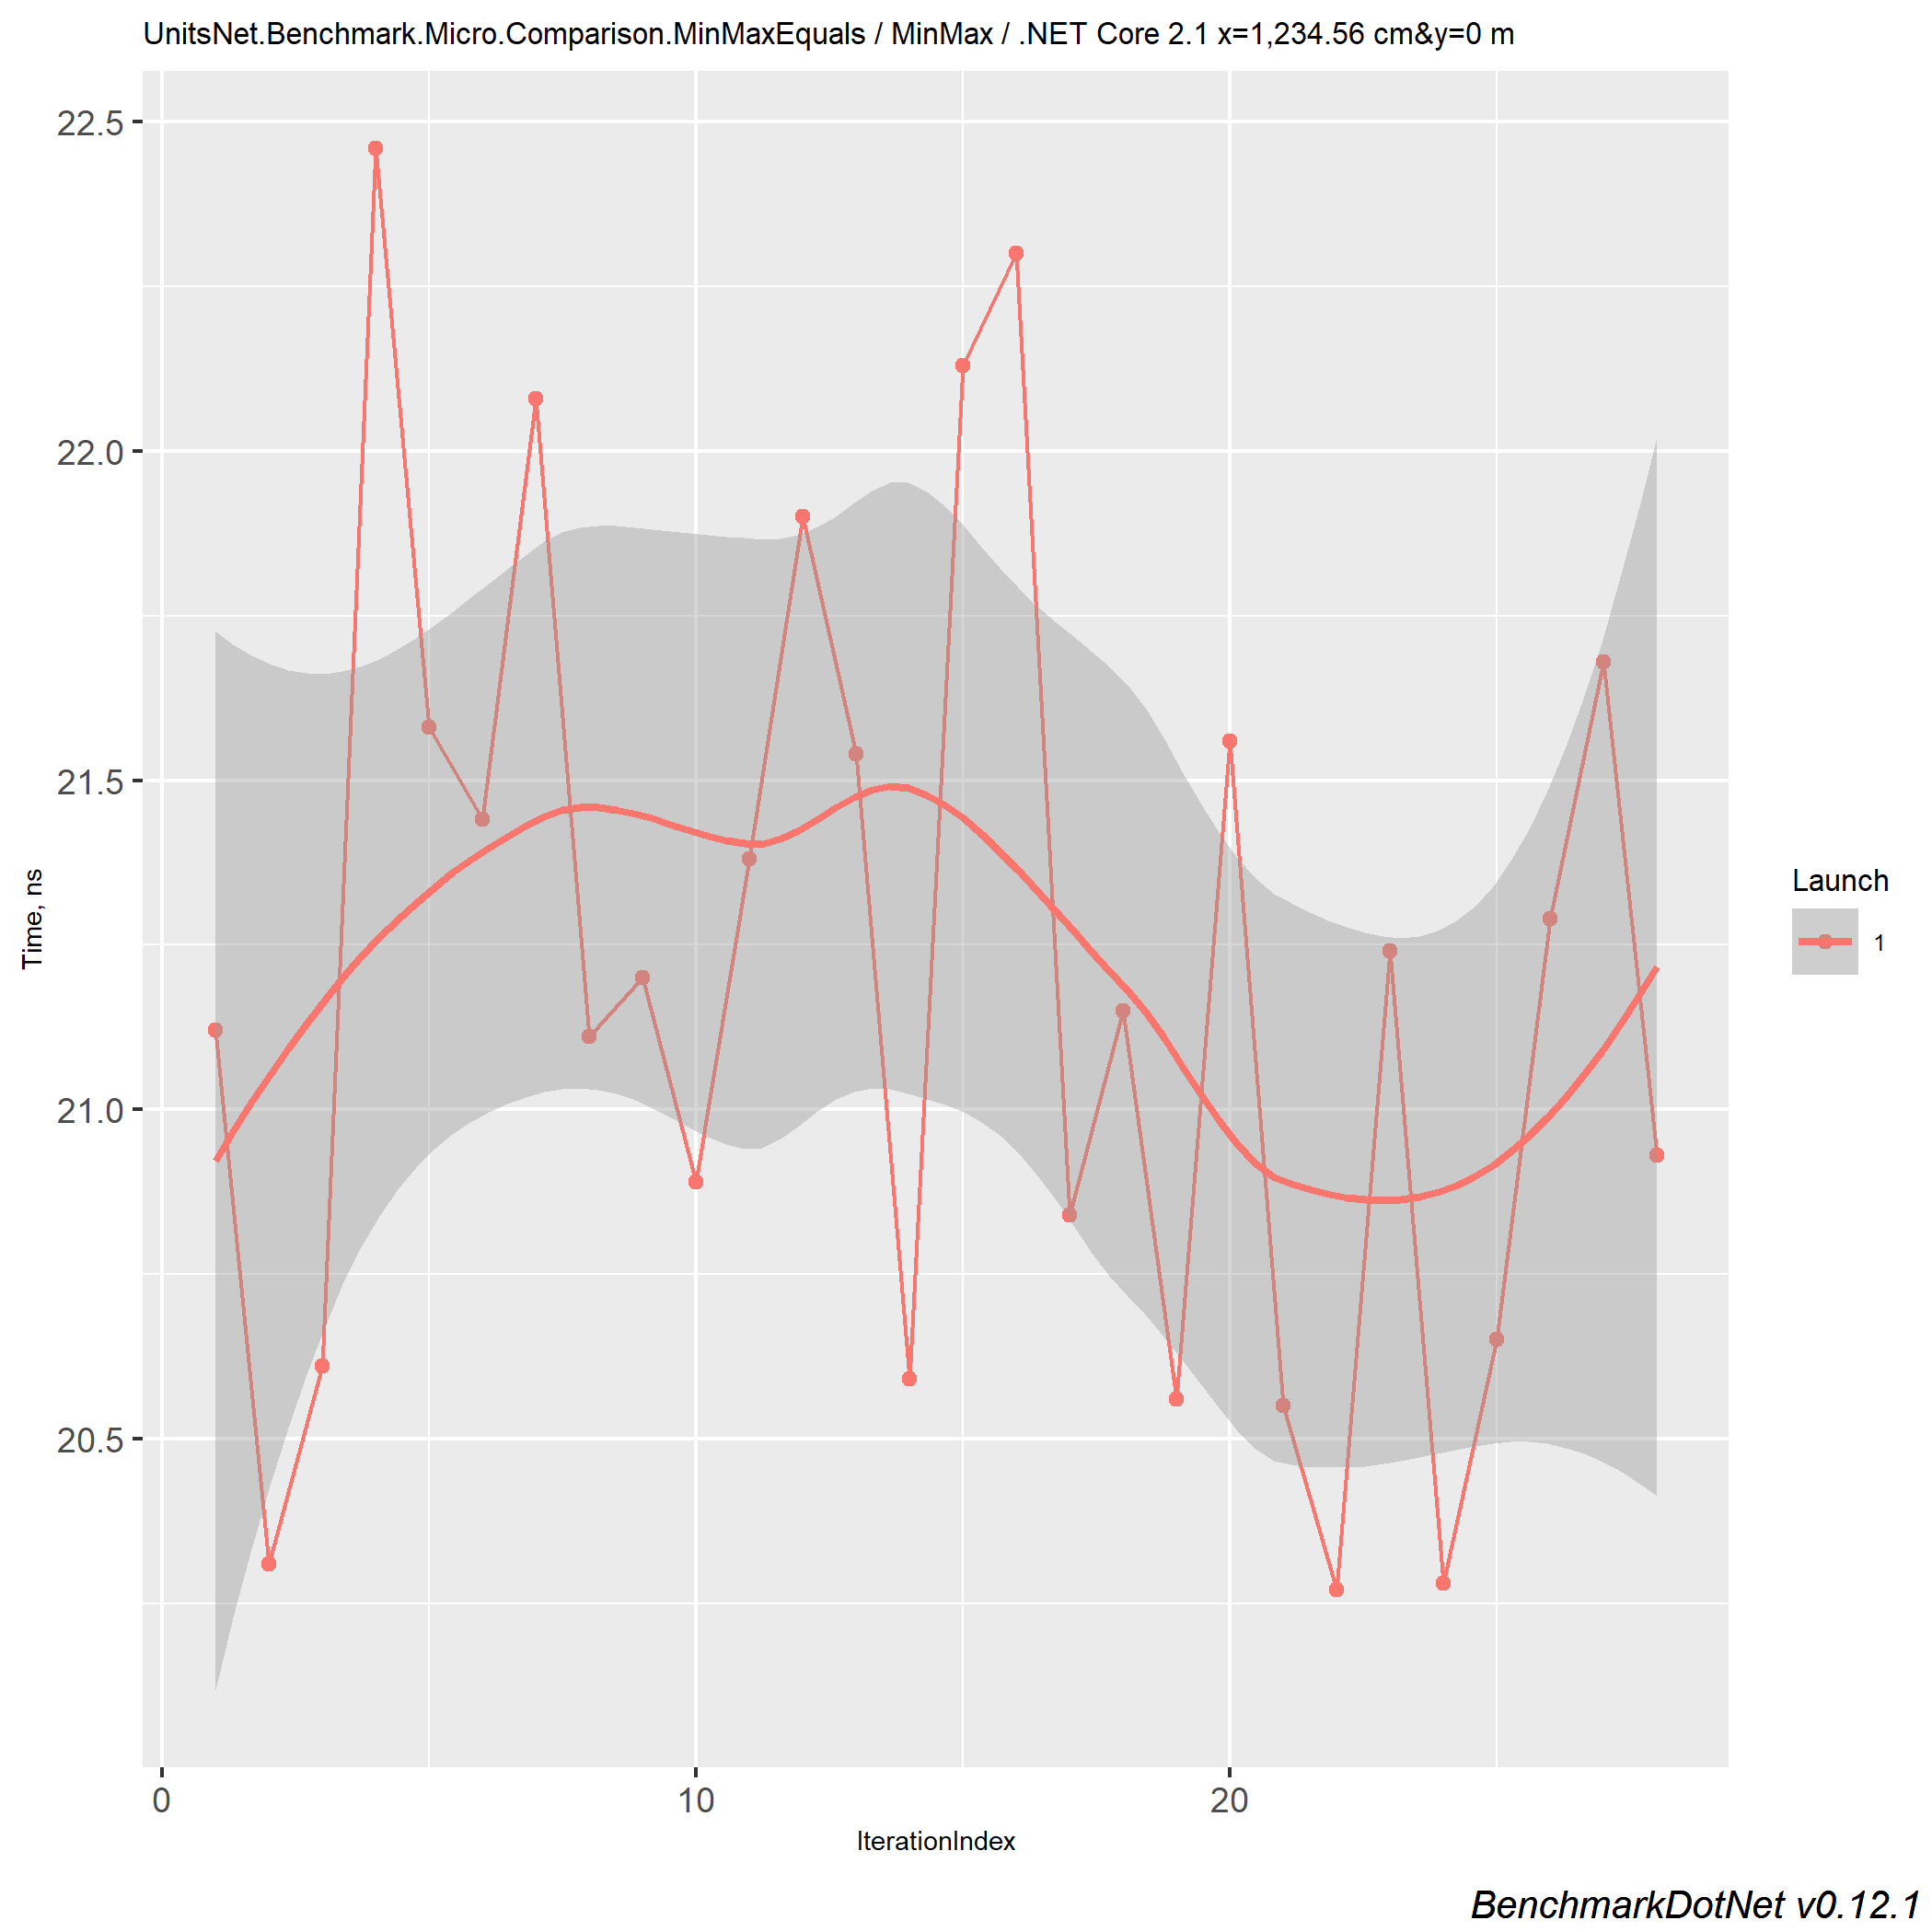 UnitsNet.Benchmark.Micro.Comparison.MinMaxEquals / MinMax / .NET Core 2.1 x=1,234.56 cm&y=0 m
22.5
22.0
21.5
21.0
20.5
Time, ns
0 10 20
IterationIndex
Launch
1
BenchmarkDotNet v0.12.1